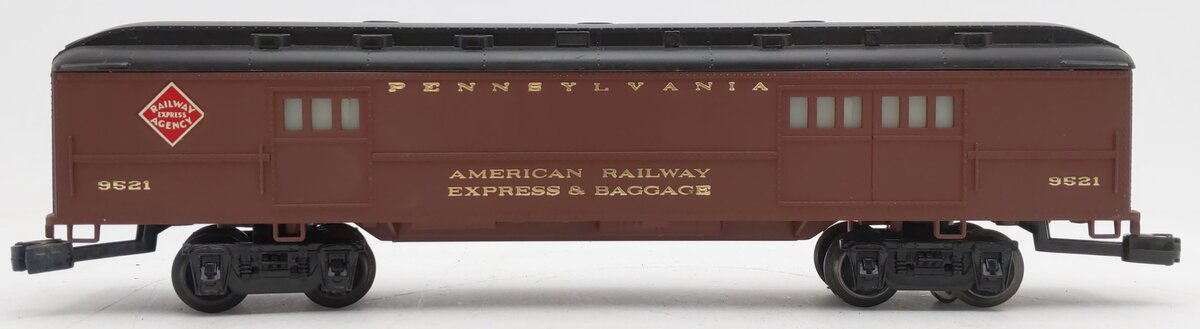 PENNSYLVANIA
RAILWAY
EXPRESS
AGENCY
AMERICAN RAILWAY
EXPRESS & BAGGAGE
9521
9521